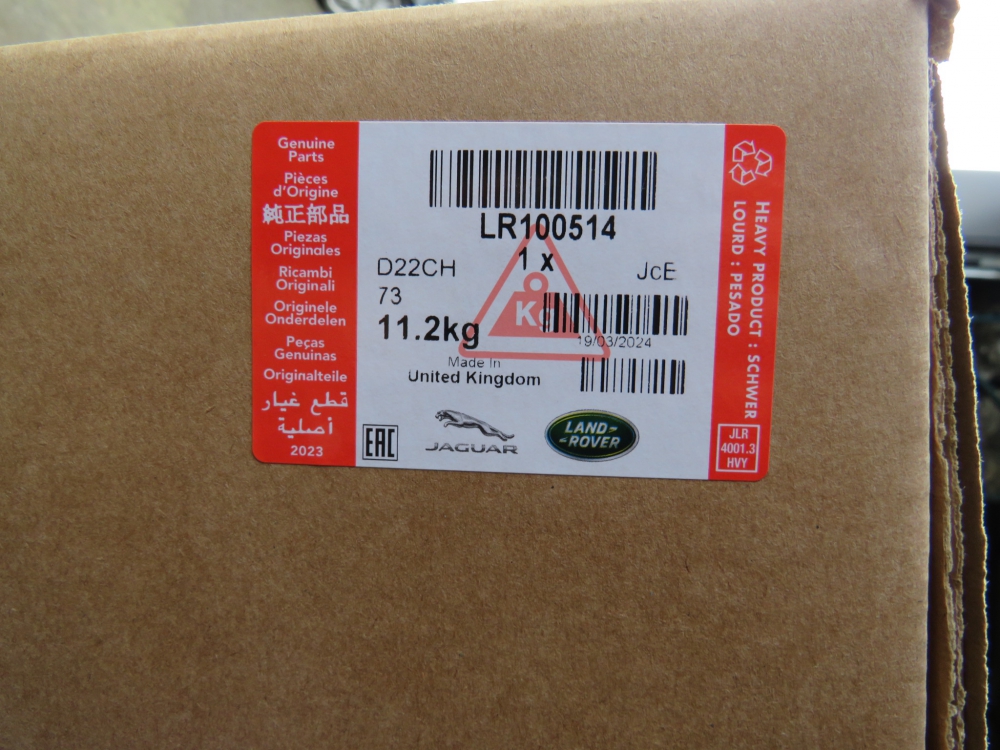 Genuine
Parts
Pièces
d'Origine
純正部品
Piezas
Originales
Ricambi
Originali
Originele
Onderdelen
Peças
Genuinas
Originalteile
قطع غيار
أصلية
2023
LR100514
1 x
D22CH
JcE
73
Kg
11.2kg
19/03/2024
Made In
United Kingdom
EAC
JAGUAR
LAND
ROVER
HEAVY PRODUCT : SCHWER
LOURD : PESADO
JLR
4001.3
HVY